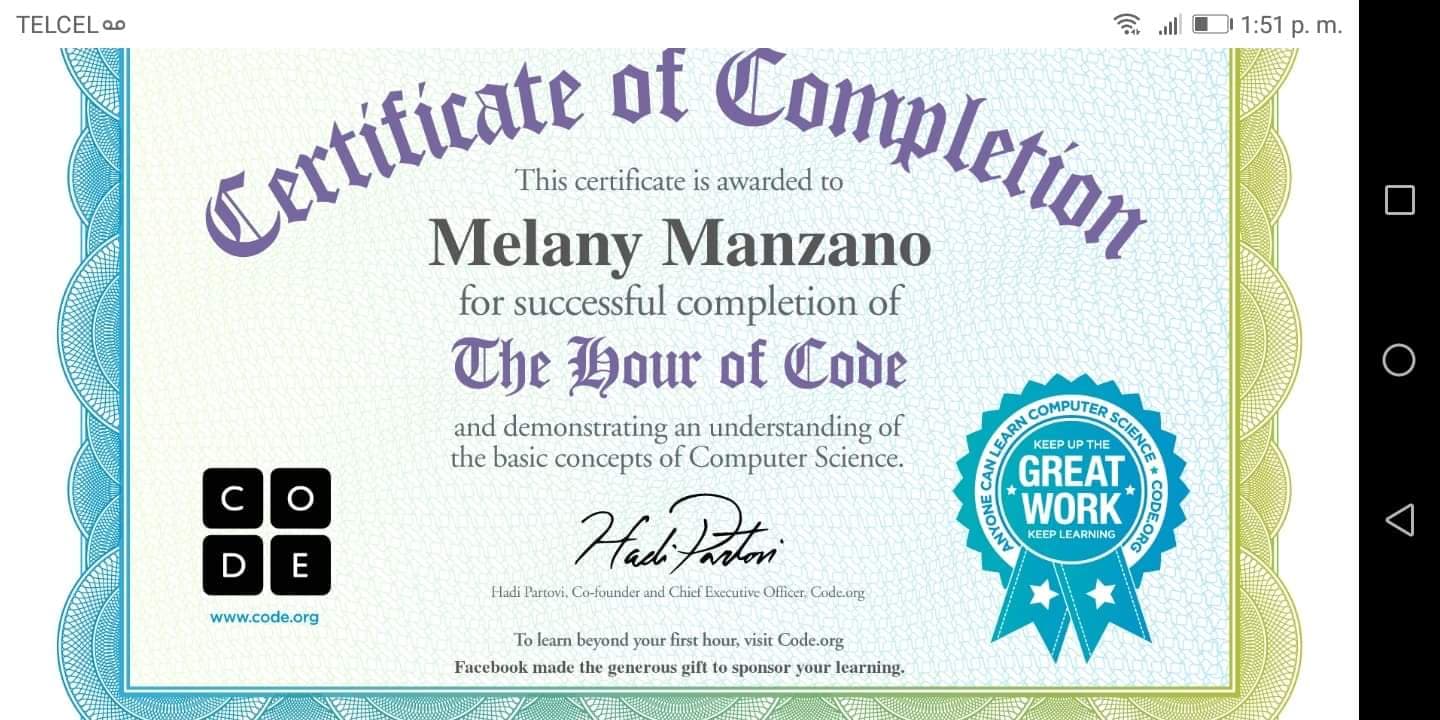 TELCEL
1:51 p. m.
Certificate of Completion
This certificate is awarded to
Melany Manzano
for successful completion of
The Hour of Code
and demonstrating an understanding of
the basic concepts of Computer Science.
C O
D E
www.code.org
Hadi Partovi
Hadi Partovi, Co-founder and Chief Executive Officer, Code.org
To learn beyond your first hour, visit Code.org
Facebook made the generous gift to sponsor your learning.
ANYONE CAN LEARN COMPUTER SCIENCE ★ CODE.ORG
KEEP UP THE
GREAT
WORK
KEEP LEARNING